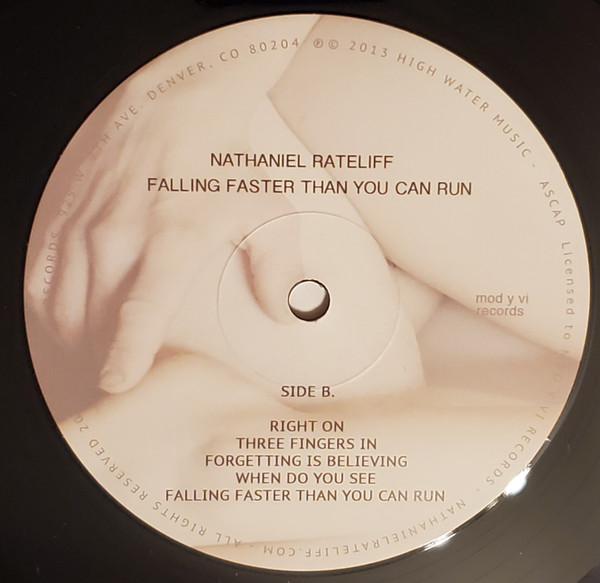 NATHANIEL RATELIFF
FALLING FASTER THAN YOU CAN RUN
mod y vi
records
SIDE B.
RIGHT ON
THREE FINGERS IN
FORGETTING IS BELIEVING
WHEN DO YOU SEE
FALLING FASTER THAN YOU CAN RUN
AVE. DENVER, CO 80204 ℗© 2013 HIGH WATER MUSIC - ASCAP Licensed to MOD Y VI RECORDS - NATHANIELRATELIFF.COM - ALL RIGHTS RESERVED